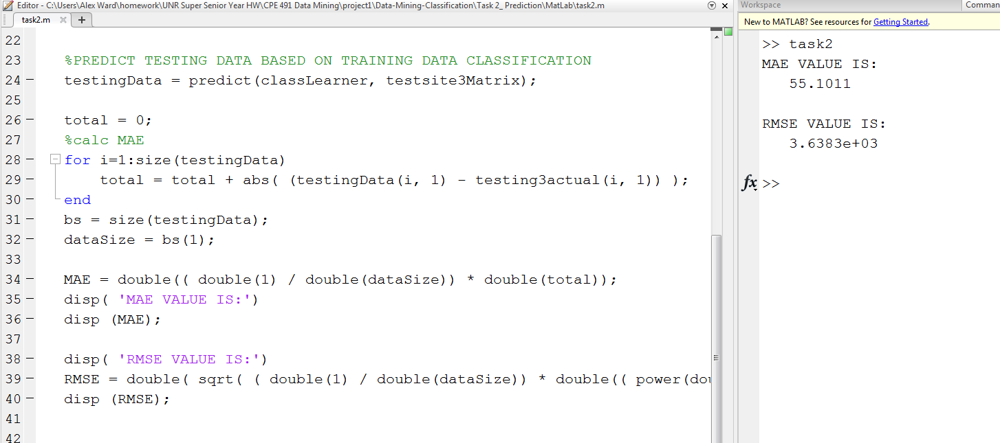 Editor - C:\Users\Alex Ward\homework\UNR Super Senior Year HW\CPE 491 Data Mining\project1\Data-Mining-Classification\Task 2_ Prediction\MatLab\task2.m
task2.m
22
23 %PREDICT TESTING DATA BASED ON TRAINING DATA CLASSIFICATION
24 testingData = predict(classLearner, testsite3Matrix);
25
26 total = 0;
27 %calc MAE
28 for i=1:size(testingData)
29 total = total + abs( (testingData(i, 1) - testing3actual(i, 1)) );
30 end
31 bs = size(testingData);
32 dataSize = bs(1);
33
34 MAE = double(( double(1) / double(dataSize)) * double(total));
35 disp( 'MAE VALUE IS:')
36 disp (MAE);
37
38 disp( 'RMSE VALUE IS:')
39 RMSE = double( sqrt( ( double(1) / double(dataSize)) * double(( power(dou
40 disp (RMSE);
41
42
Workspace
Comman
New to MATLAB? See resources for Getting Started.
>> task2
MAE VALUE IS:
55.1011
RMSE VALUE IS:
3.6383e+03
fx >>